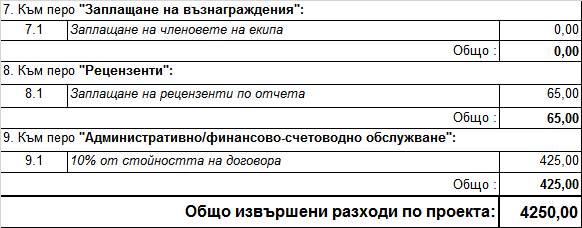 7. Към перо "Заплащане на възнаграждения":
7.1 Заплащане на членовете на екипа 0,00
Общо : 0,00
8. Към перо "Рецензенти":
8.1 Заплащане на рецензенти по отчета 65,00
Общо : 65,00
9. Към перо "Административно/финансово-счетоводно обслужване":
9.1 10% от стойността на договора 425,00
Общо : 425,00
Общо извършени разходи по проекта: 4250,00